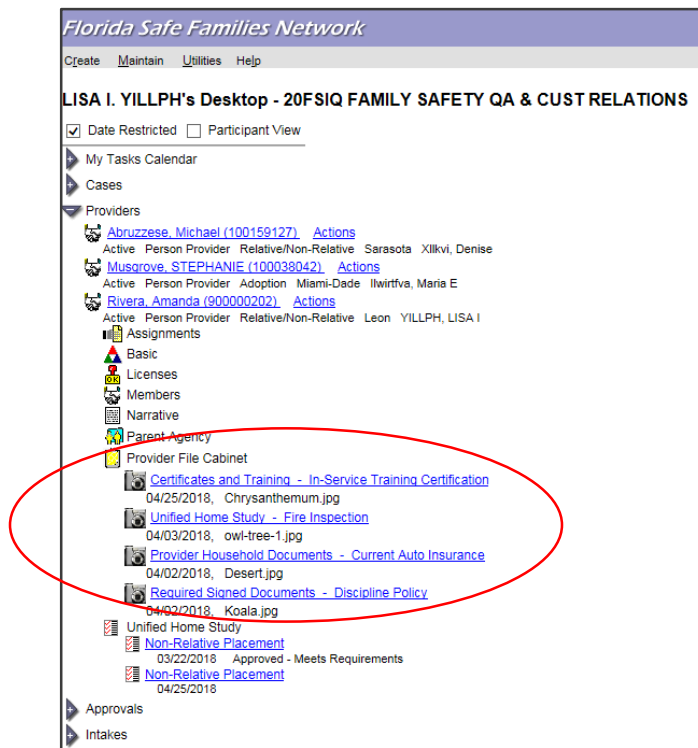 Florida Safe Families Network
Create Maintain Utilities Help
LISA I. YILLPH's Desktop - 20FSIQ FAMILY SAFETY QA & CUST RELATIONS
Date Restricted Participant View
My Tasks Calendar
Cases
Providers
Abruzzese, Michael (100159127) Actions
Active Person Provider Relative/Non-Relative Sarasota Xllkvi, Denise
Musgrove, STEPHANIE (100038042) Actions
Active Person Provider Adoption Miami-Dade Ilwirtfva, Maria E
Rivera, Amanda (900000202) Actions
Active Person Provider Relative/Non-Relative Leon YILLPH, LISA I
Assignments
Basic
OK Licenses
Members
Narrative
Parent Agency
Provider File Cabinet
Certificates and Training - In-Service Training Certification
04/25/2018, Chrysanthemum.jpg
Unified Home Study - Fire Inspection
04/03/2018, owl-tree-1.jpg
Provider Household Documents - Current Auto Insurance
04/02/2018, Desert.jpg
Required Signed Documents - Discipline Policy
04/02/2018, Koala.jpg
Unified Home Study
Non-Relative Placement
03/22/2018 Approved - Meets Requirements
Non-Relative Placement
04/25/2018
Approvals
Intakes